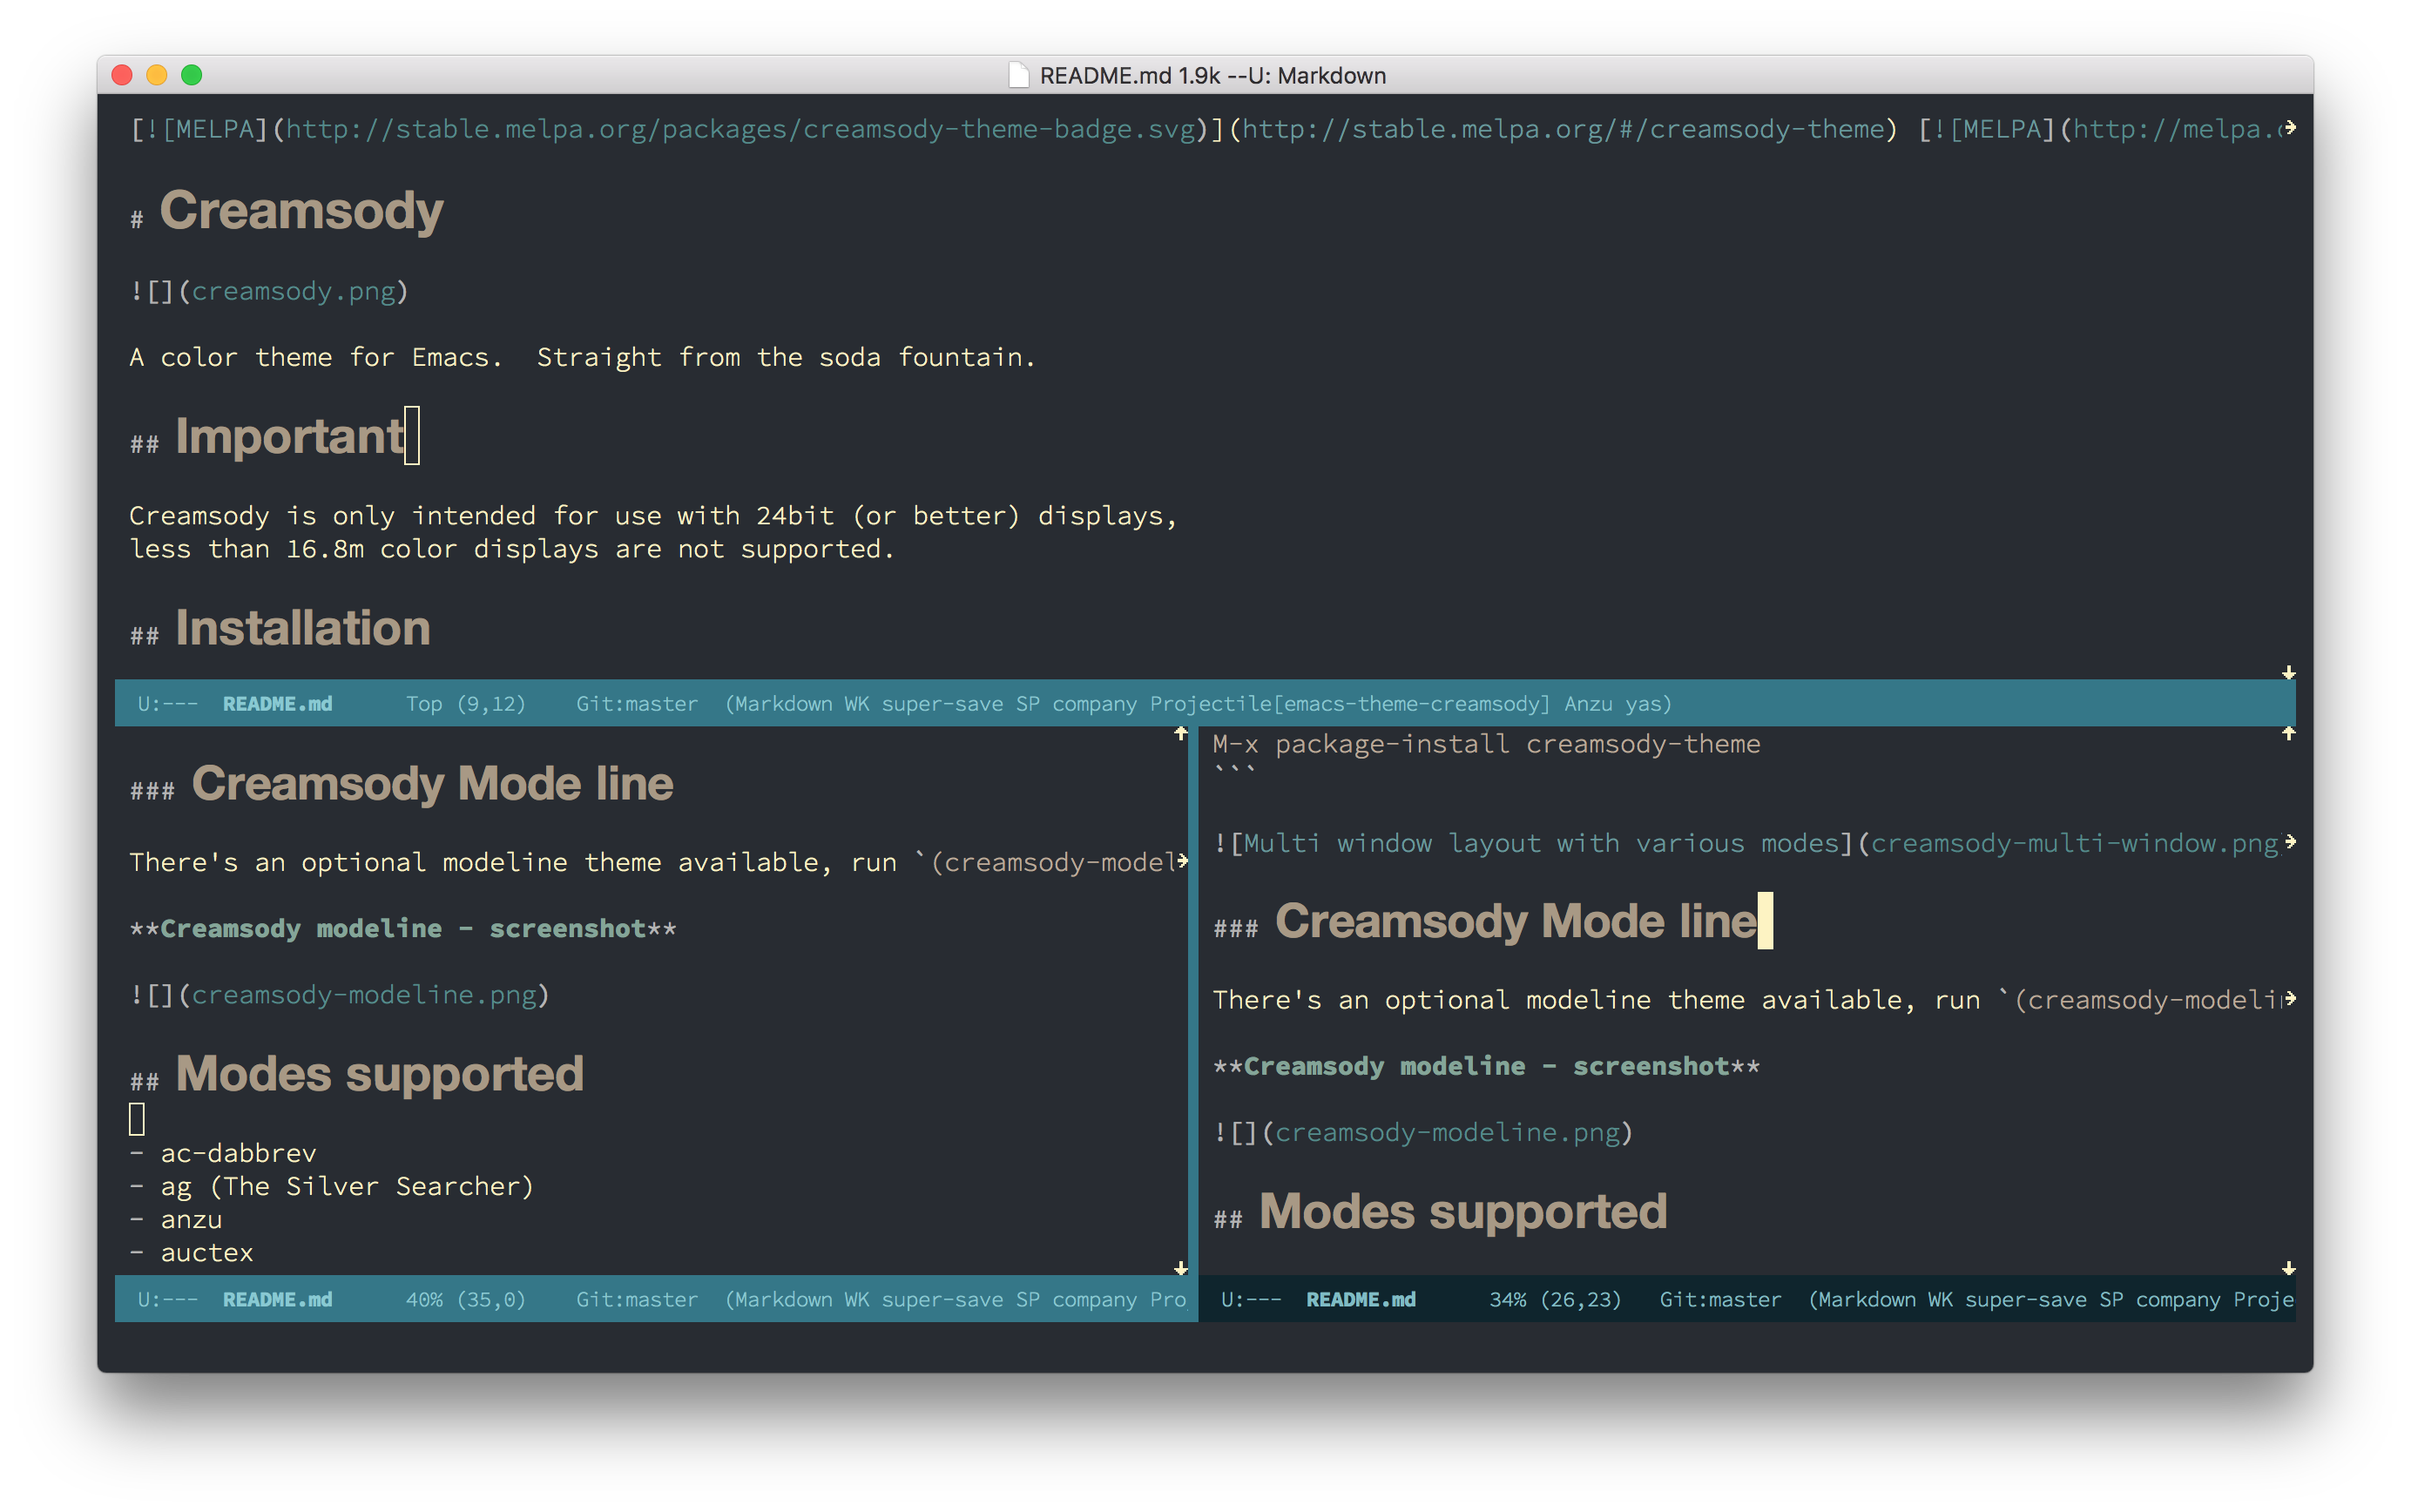 README.md 1.9k --U: Markdown
[![MELPA](http://stable.melpa.org/packages/creamsody-theme-badge.svg)](http://stable.melpa.org/#/creamsody-theme) [![MELPA](http://melpa.
# Creamsody
![](creamsody.png)
A color theme for Emacs.  Straight from the soda fountain.
## Important
Creamsody is only intended for use with 24bit (or better) displays,
less than 16.8m color displays are not supported.
## Installation
U:---  README.md  Top (9,12)  Git:master  (Markdown WK super-save SP company Projectile[emacs-theme-creamsody] Anzu yas)
### Creamsody Mode line
There's an optional modeline theme available, run `(creamsody-model
**Creamsody modeline - screenshot**
![](creamsody-modeline.png)
## Modes supported
- ac-dabbrev
- ag (The Silver Searcher)
- anzu
- auctex
U:---  README.md  40% (35,0)  Git:master  (Markdown WK super-save SP company Pro
M-x package-install creamsody-theme
```
![Multi window layout with various modes](creamsody-multi-window.png
### Creamsody Mode line
There's an optional modeline theme available, run `(creamsody-modelin
**Creamsody modeline - screenshot**
![](creamsody-modeline.png)
## Modes supported
U:---  README.md  34% (26,23)  Git:master  (Markdown WK super-save SP company Proje